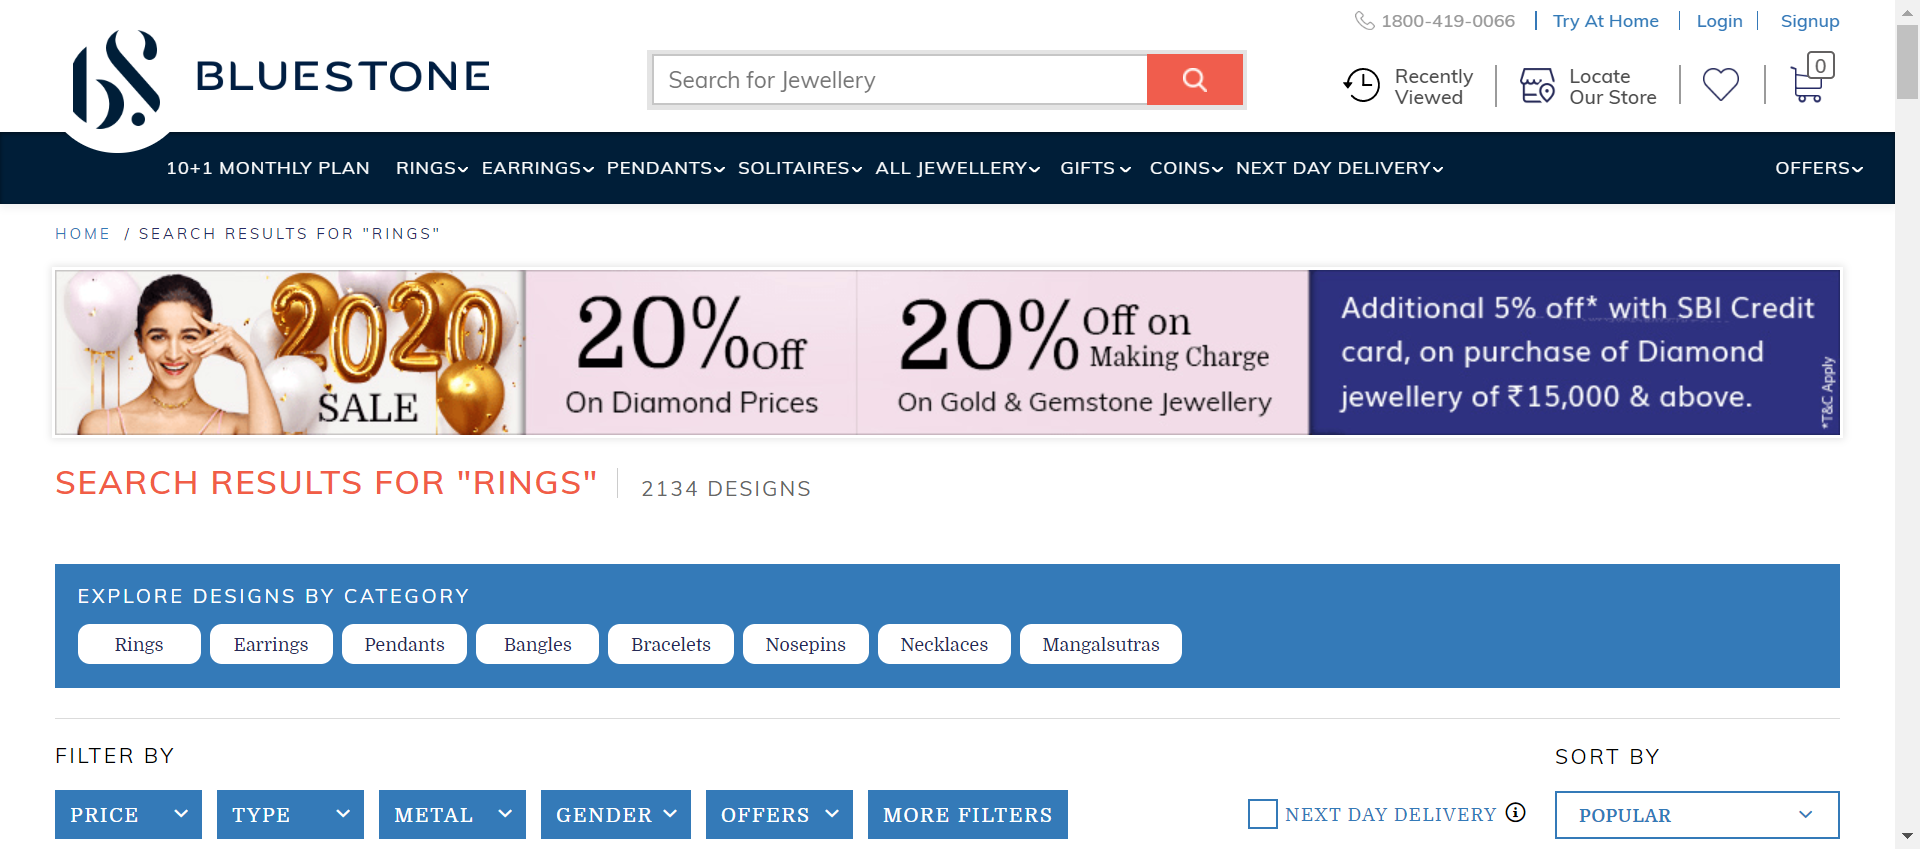 1800-419-0066
Try At Home
Login
Signup
BLUESTONE
Search for Jewellery
Recently
Viewed
Locate
Our Store
0
10+1 MONTHLY PLAN
RINGS
EARRINGS
PENDANTS
SOLITAIRES
ALL JEWELLERY
GIFTS
COINS
NEXT DAY DELIVERY
OFFERS
HOME / SEARCH RESULTS FOR "RINGS"
2020
SALE
20% Off
On Diamond Prices
20% Off on
Making Charge
On Gold & Gemstone Jewellery
Additional 5% off* with SBI Credit
card, on purchase of Diamond
jewellery of ₹15,000 & above.
*T&C Apply
SEARCH RESULTS FOR "RINGS"
2134 DESIGNS
EXPLORE DESIGNS BY CATEGORY
Rings
Earrings
Pendants
Bangles
Bracelets
Nosepins
Necklaces
Mangalsutras
FILTER BY
SORT BY
PRICE
TYPE
METAL
GENDER
OFFERS
MORE FILTERS
NEXT DAY DELIVERY
POPULAR